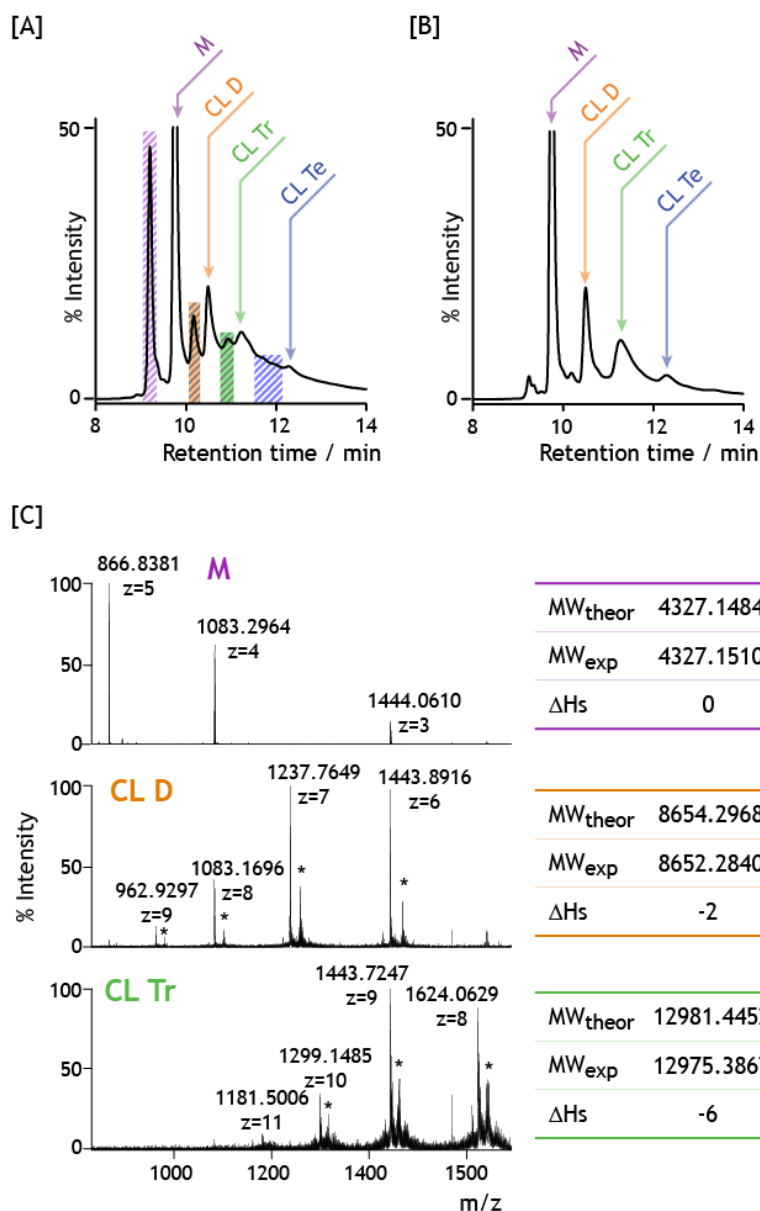 [A]
[B]
M
CL D
CL Tr
CL Te
50
0
% Intensity
8
10
12
14
Retention time / min
M
CL D
CL Tr
CL Te
50
0
% Intensity
8
10
12
14
Retention time / min
[C]
% Intensity
M
100
50
0
866.8381
z=5
1083.2964
z=4
1444.0610
z=3
MWtheor 4327.1484
MWexp 4327.1510
ΔHs 0
CL D
100
50
0
962.9297
z=9
*
1083.1696
z=8
*
1237.7649
z=7
*
1443.8916
z=6
*
MWtheor 8654.2968
MWexp 8652.2840
ΔHs -2
CL Tr
100
50
0
1181.5006
z=11
1299.1485
z=10
*
1443.7247
z=9
*
1624.0629
z=8
*
MWtheor 12981.445
MWexp 12975.386
ΔHs -6
1000
1200
1400
1500
m/z